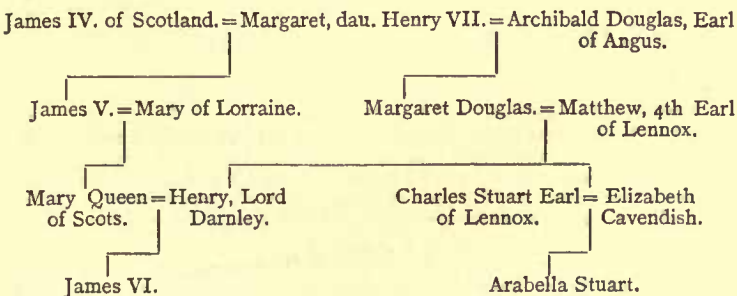 James IV. of Scotland. = Margaret, dau. Henry VII. = Archibald Douglas, Earl
of Angus.
James V. = Mary of Lorraine.
Margaret Douglas. = Matthew, 4th Earl
of Lennox.
Mary Queen = Henry, Lord
of Scots. Darnley.
Charles Stuart Earl = Elizabeth
of Lennox. Cavendish.
James VI.
Arabella Stuart.